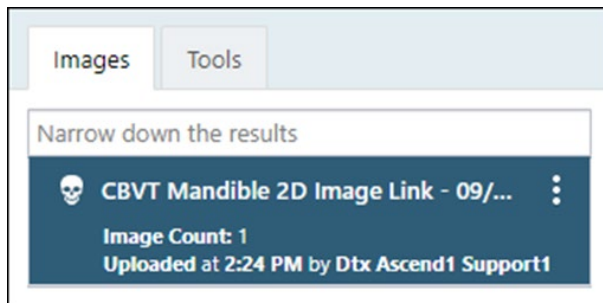 Images Tools
Narrow down the results
CBVT Mandible 2D Image Link - 09/...
Image Count: 1
Uploaded at 2:24 PM by Dtx Ascend1 Support1